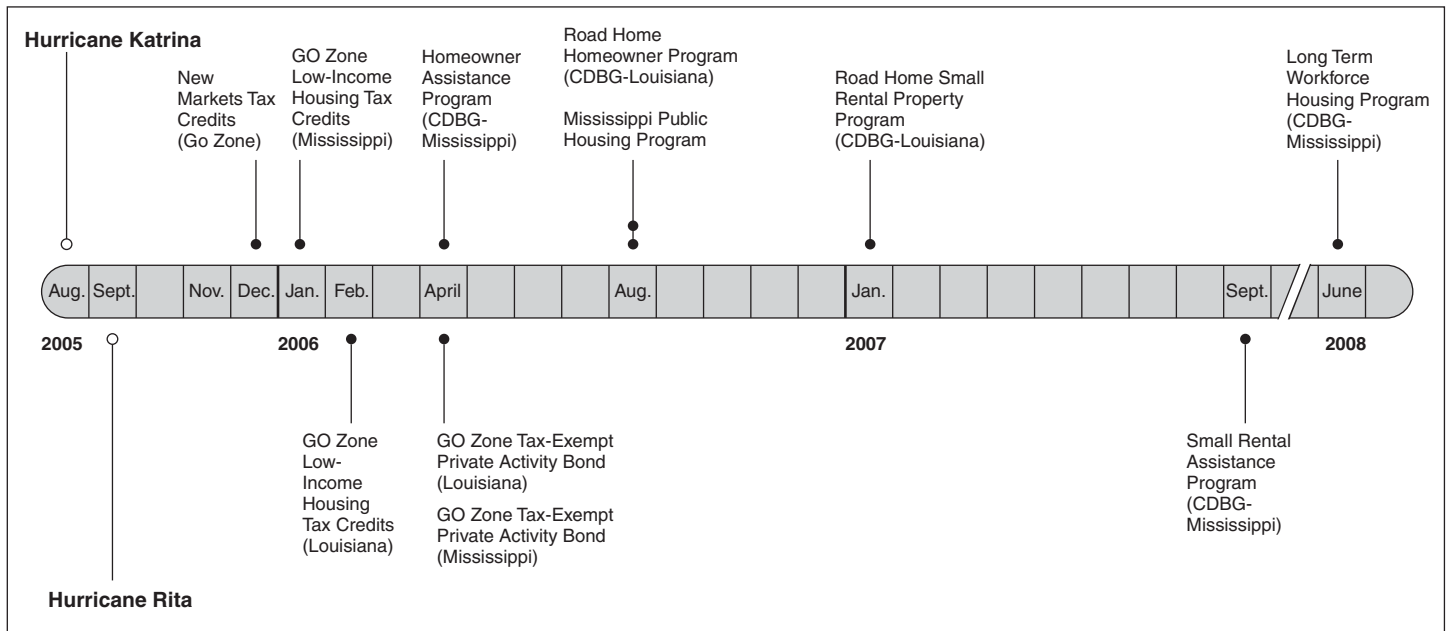 Hurricane Katrina
New
Markets Tax
Credits
(Go Zone)
GO Zone
Low-Income
Housing Tax
Credits
(Mississippi)
Homeowner
Assistance
Program
(CDBG-
Mississippi)
Road Home
Homeowner Program
(CDBG-Louisiana)
Mississippi Public
Housing Program
Road Home Small
Rental Property
Program
(CDBG-Louisiana)
Long Term
Workforce
Housing Program
(CDBG-
Mississippi)
Aug. Sept. Nov. Dec. Jan. Feb. April Aug. Jan. Sept. June
2005 2006 2007 2008
GO Zone
Low-
Income
Housing
Tax Credits
(Louisiana)
GO Zone Tax-Exempt
Private Activity Bond
(Louisiana)
GO Zone Tax-Exempt
Private Activity Bond
(Mississippi)
Small Rental
Assistance
Program
(CDBG-
Mississippi)
Hurricane Rita